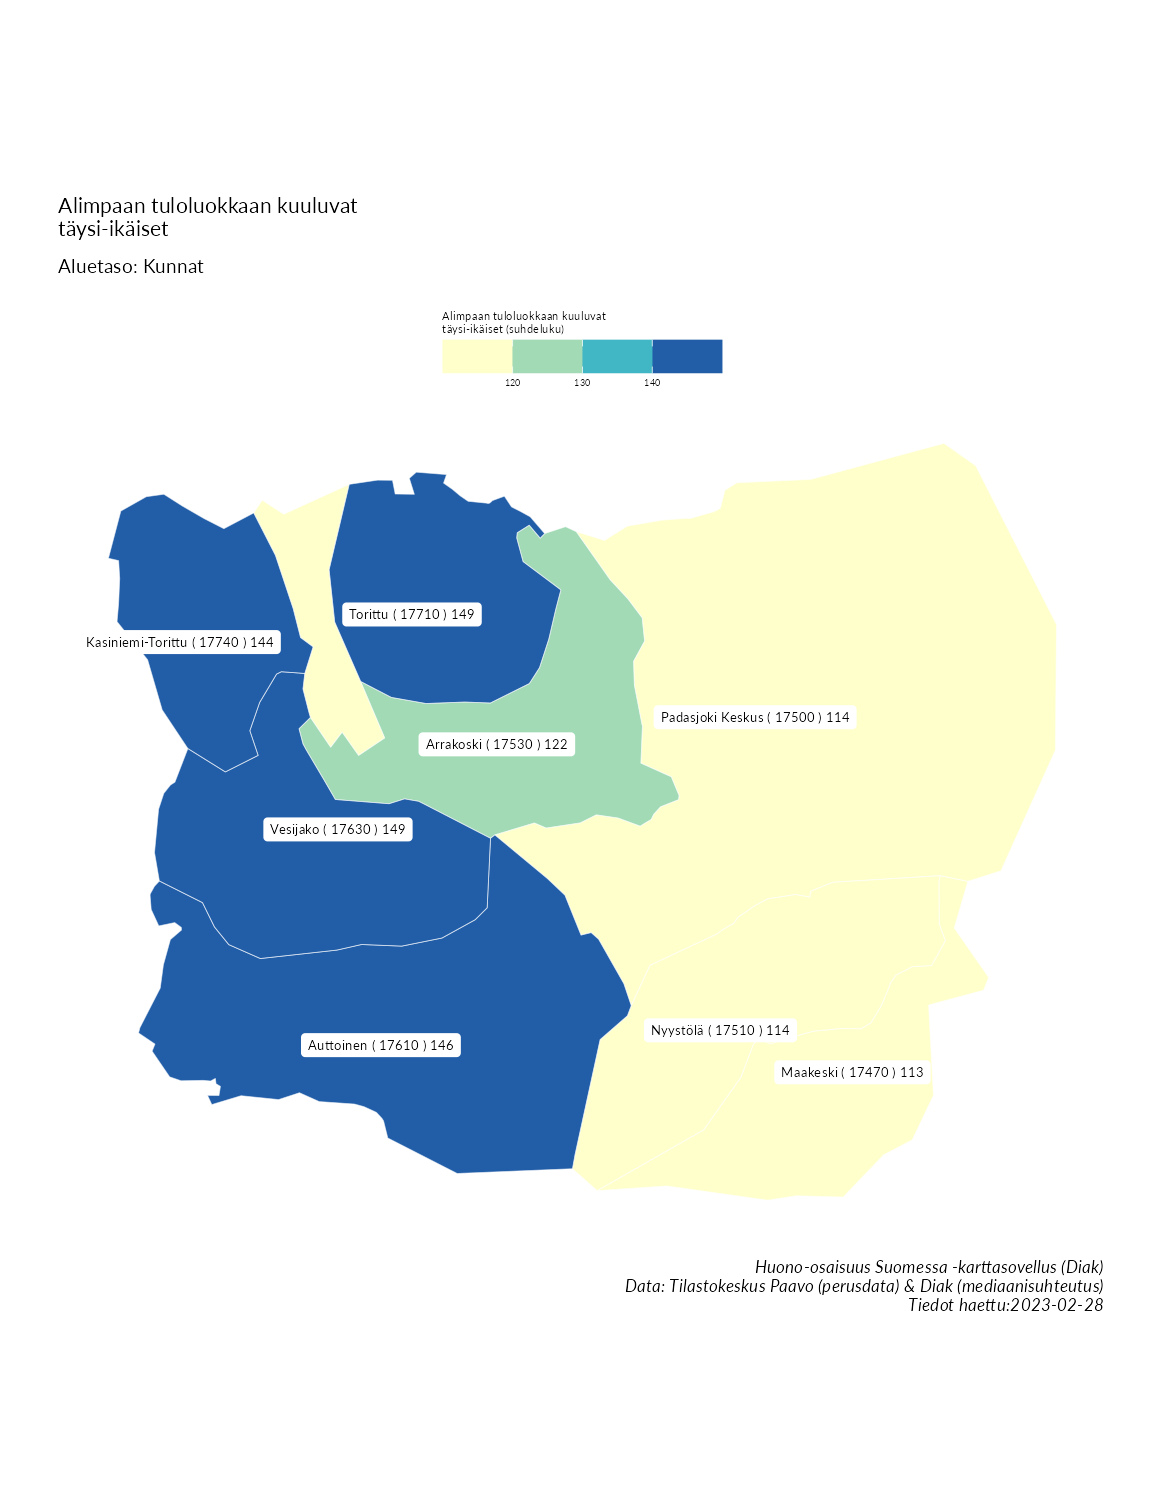 Alimpaan tuloluokkaan kuuluvat
täysi-ikäiset
Aluetaso: Kunnat
Alimpaan tuloluokkaan kuuluvat
täysi-ikäiset (suhdeluku)
120 130 140
Torittu ( 17710 ) 149
Kasiniemi-Torittu ( 17740 ) 144
Padasjoki Keskus ( 17500 ) 114
Arrakoski ( 17530 ) 122
Vesijako ( 17630 ) 149
Nyystölä ( 17510 ) 114
Auttoinen ( 17610 ) 146
Maakeski ( 17470 ) 113
Huono-osaisuus Suomessa -karttasovellus (Diak)
Data: Tilastokeskus Paavo (perusdata) & Diak (mediaanisuhteutus)
Tiedot haettu:2023-02-28